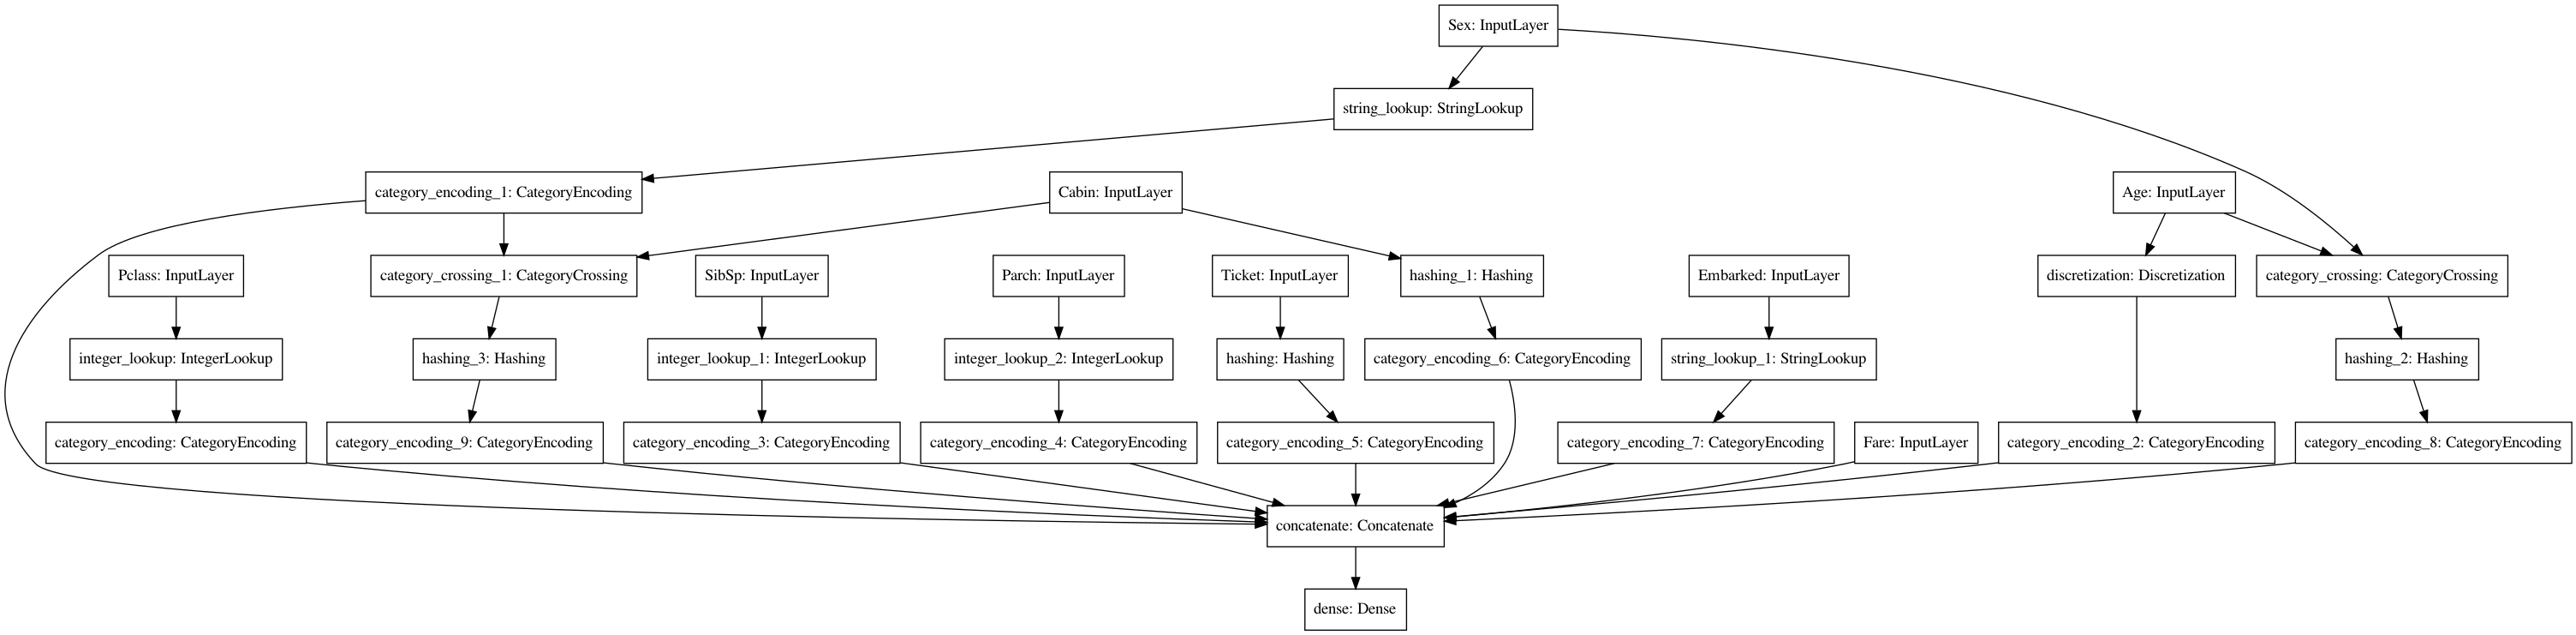 Sex: InputLayer
string_lookup: StringLookup
category_encoding_1: CategoryEncoding
Cabin: InputLayer
Age: InputLayer
Pclass: InputLayer
category_crossing_1: CategoryCrossing
SibSp: InputLayer
Parch: InputLayer
Ticket: InputLayer
hashing_1: Hashing
Embarked: InputLayer
discretization: Discretization
category_crossing: CategoryCrossing
integer_lookup: IntegerLookup
hashing_3: Hashing
integer_lookup_1: IntegerLookup
integer_lookup_2: IntegerLookup
hashing: Hashing
category_encoding_6: CategoryEncoding
string_lookup_1: StringLookup
hashing_2: Hashing
category_encoding: CategoryEncoding
category_encoding_9: CategoryEncoding
category_encoding_3: CategoryEncoding
category_encoding_4: CategoryEncoding
category_encoding_5: CategoryEncoding
category_encoding_7: CategoryEncoding
Fare: InputLayer
category_encoding_2: CategoryEncoding
category_encoding_8: CategoryEncoding
concatenate: Concatenate
dense: Dense